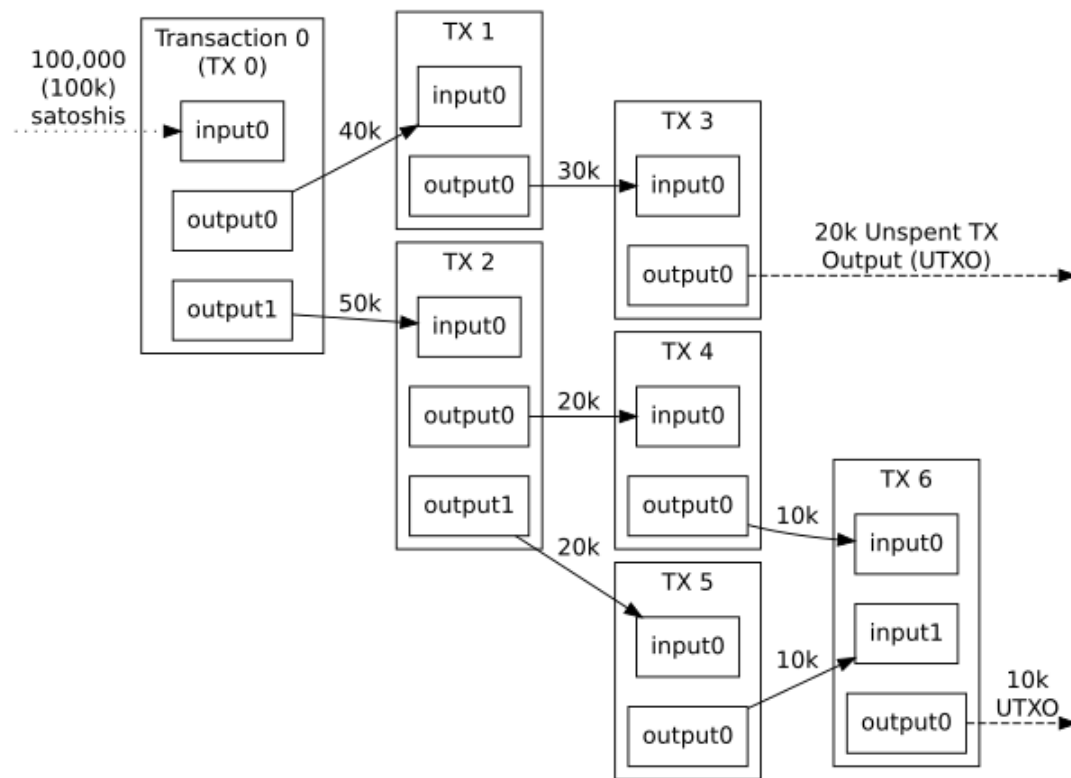 100,000
(100k)
satoshis
Transaction 0
(TX 0)
input0
output0
output1
40k
50k
TX 1
input0
output0
30k
TX 2
input0
output0
output1
20k
20k
TX 3
input0
output0
20k Unspent TX
Output (UTXO)
TX 4
input0
output0
10k
TX 5
input0
output0
10k
TX 6
input0
input1
output0
10k
UTXO